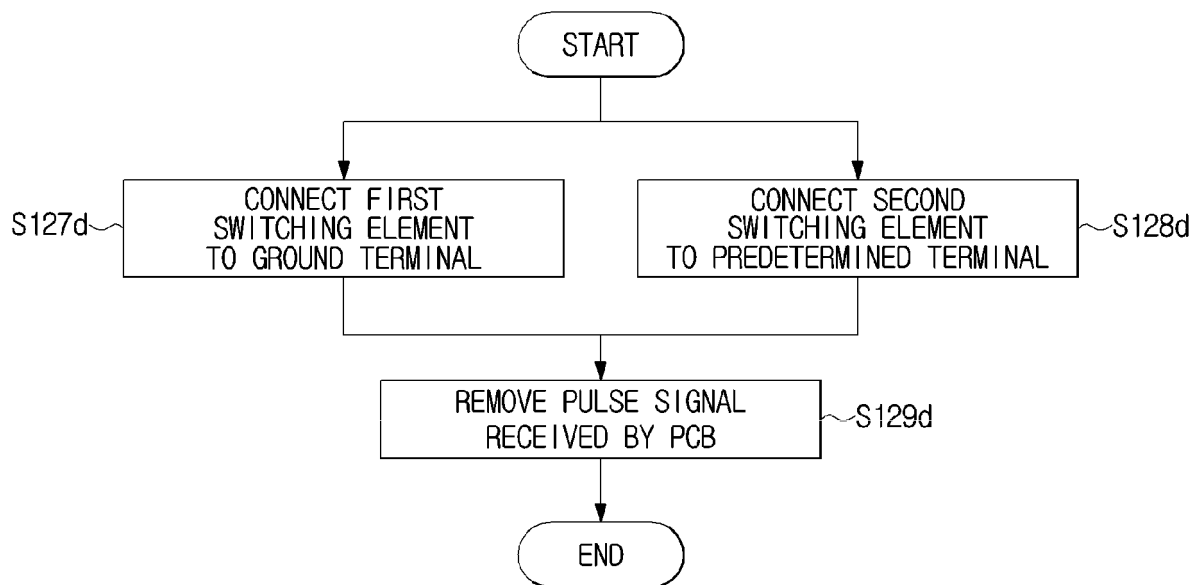 START
S127d
CONNECT FIRST
SWITCHING ELEMENT
TO GROUND TERMINAL
CONNECT SECOND
SWITCHING ELEMENT
TO PREDETERMINED TERMINAL
S128d
REMOVE PULSE SIGNAL
RECEIVED BY PCB
S129d
END